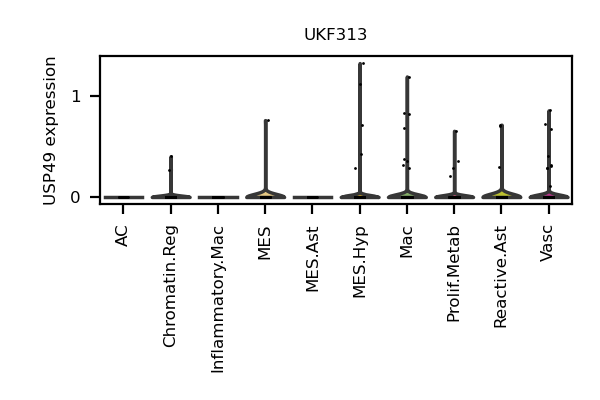 UKF313
USP49 expression
1
0
AC
Chromatin.Reg
Inflammatory.Mac
MES
MES.Ast
MES.Hyp
Mac
Prolif.Metab
Reactive.Ast
Vasc